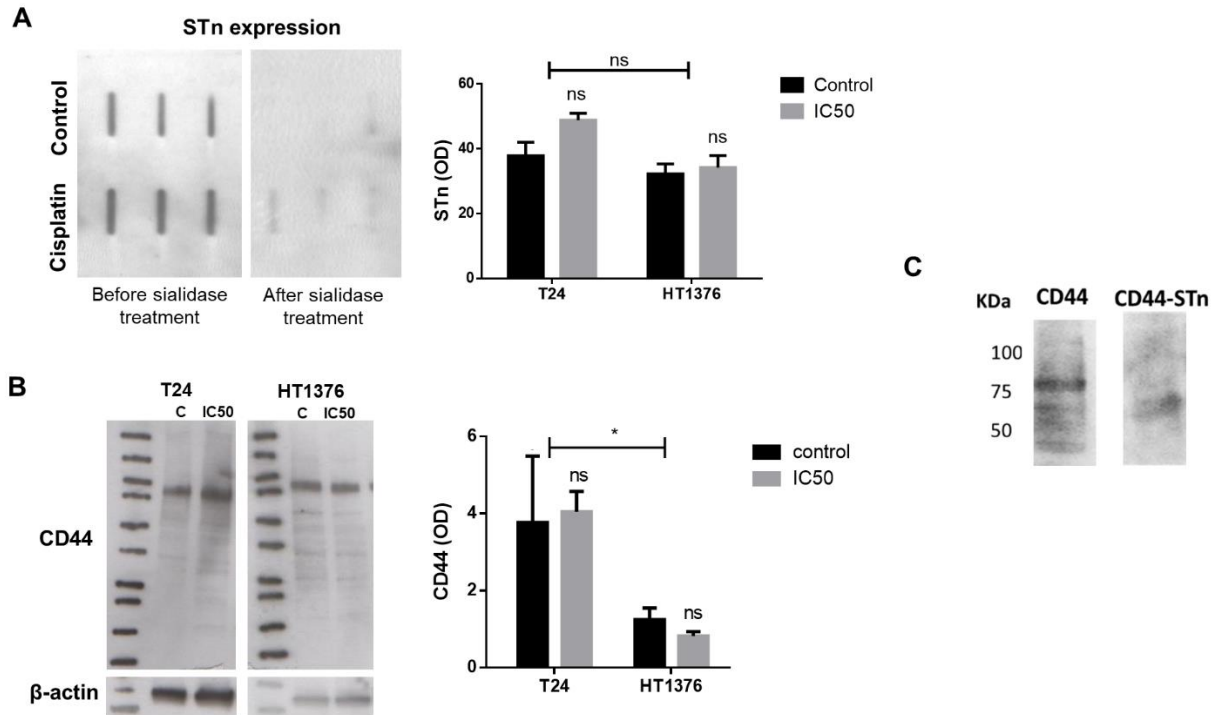 A
STn expression
Control
Cisplatin
Before sialidase
treatment
After sialidase
treatment
ns
60
40
20
0
STn (OD)
ns
ns
T24
HT1376
Control
IC50
B
T24
C IC50
HT1376
C IC50
CD44
β-actin
6
4
2
0
CD44 (OD)
*
ns
ns
T24
HT1376
control
IC50
C
KDa
CD44
CD44-STn
100
75
50